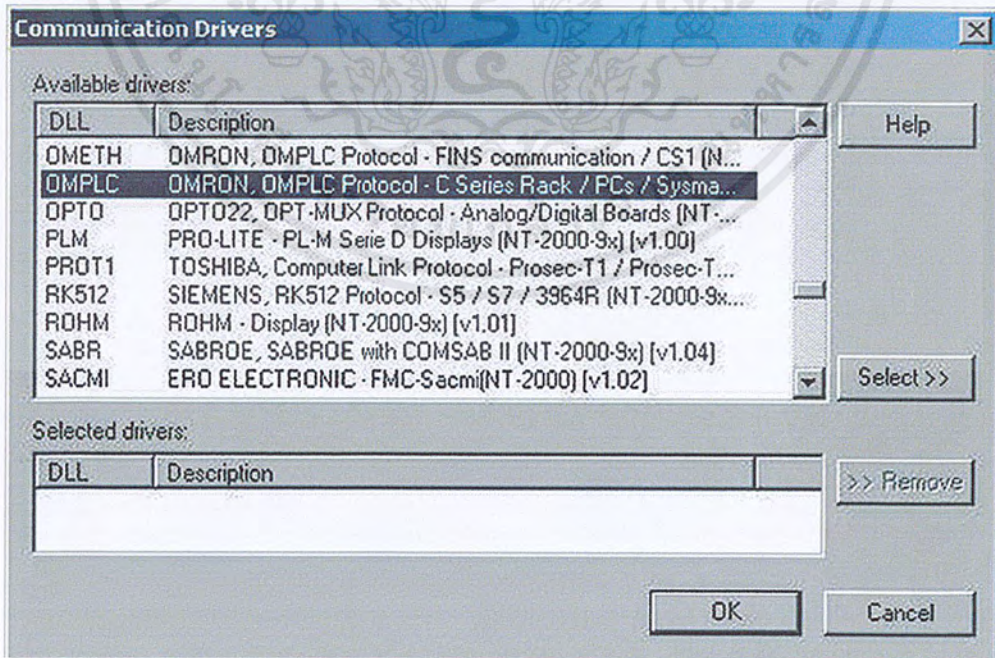 Communication Drivers
Available drivers:
DLL Description
OMETH OMRON, OMPLC Protocol - FINS communication / CS1 (N...
OMPLC OMRON, OMPLC Protocol - C Series Rack / PCs / Sysma...
OPTO OPTO22, OPT-MUX Protocol - Analog/Digital Boards (NT-...
PLM PRO-LITE - PL-M Serie D Displays (NT-2000-9x) [v1.00]
PROT1 TOSHIBA, Computer Link Protocol - Prosec-T1 / Prosec-T...
RK512 SIEMENS, RK512 Protocol - S5 / S7 / 3964R (NT-2000-9x...
ROHM ROHM - Display (NT-2000-9x) [v1.01]
SABR SABROE, SABROE with COMSAB II (NT-2000-9x) [v1.04]
SACMI ERO ELECTRONIC - FMC-Sacmi(NT-2000) [v1.02]
Help
Select >>
Selected drivers:
DLL Description
>> Remove
OK Cancel